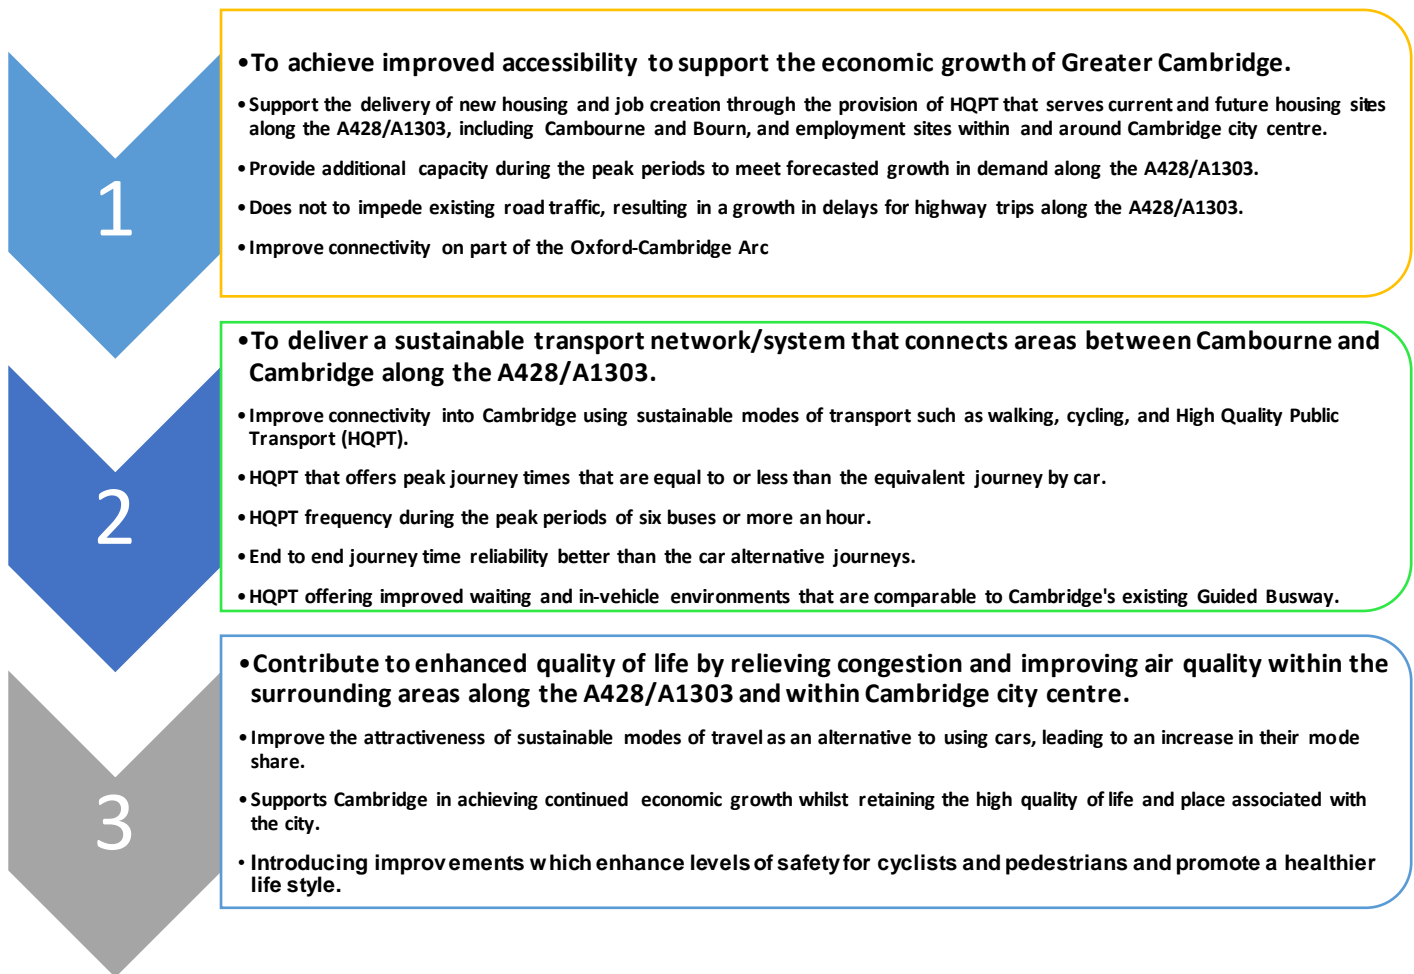 1
•To achieve improved accessibility to support the economic growth of Greater Cambridge.
•Support the delivery of new housing and job creation through the provision of HQPT that serves current and future housing sites
along the A428/A1303, including Cambourne and Bourn, and employment sites within and around Cambridge city centre.
•Provide additional capacity during the peak periods to meet forecasted growth in demand along the A428/A1303.
•Does not to impede existing road traffic, resulting in a growth in delays for highway trips along the A428/A1303.
•Improve connectivity on part of the Oxford-Cambridge Arc
2
•To deliver a sustainable transport network/system that connects areas between Cambourne and
Cambridge along the A428/A1303.
•Improve connectivity into Cambridge using sustainable modes of transport such as walking, cycling, and High Quality Public
Transport (HQPT).
•HQPT that offers peak journey times that are equal to or less than the equivalent journey by car.
•HQPT frequency during the peak periods of six buses or more an hour.
•End to end journey time reliability better than the car alternative journeys.
•HQPT offering improved waiting and in-vehicle environments that are comparable to Cambridge's existing Guided Busway.
3
•Contribute to enhanced quality of life by relieving congestion and improving air quality within the
surrounding areas along the A428/A1303 and within Cambridge city centre.
•Improve the attractiveness of sustainable modes of travel as an alternative to using cars, leading to an increase in their mode
share.
•Supports Cambridge in achieving continued economic growth whilst retaining the high quality of life and place associated with
the city.
•Introducing improvements which enhance levels of safety for cyclists and pedestrians and promote a healthier
life style.